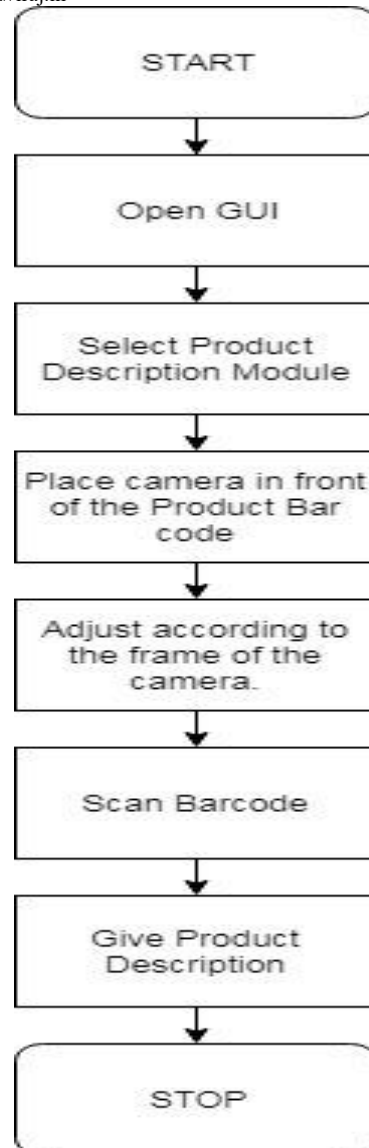 START
Open GUI
Select Product
Description Module
Place camera in front
of the Product Bar
code
Adjust according to
the frame of the
camera.
Scan Barcode
Give Product
Description
STOP